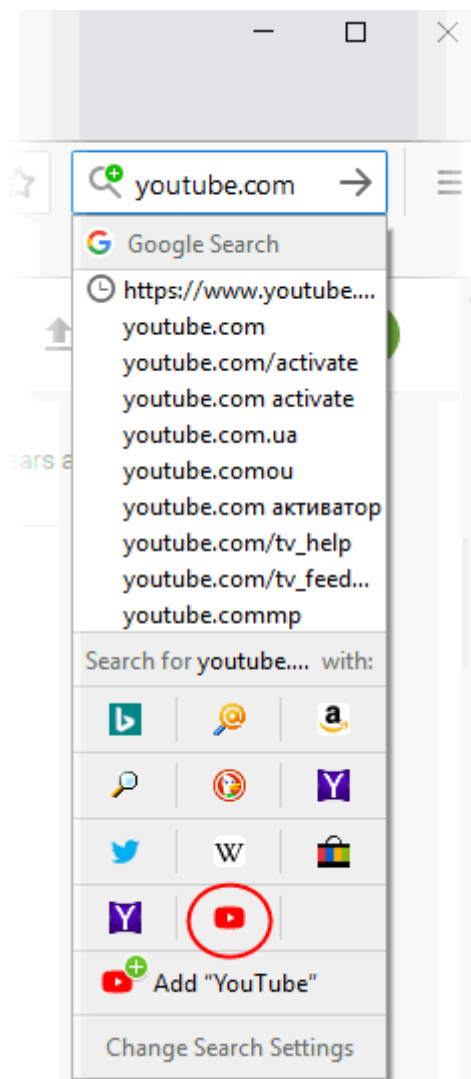 youtube.com
Google Search
https://www.youtube....
youtube.com
youtube.com/activate
youtube.com activate
youtube.com.ua
ears a
youtube.comou
youtube.com активатор
youtube.com/tv_help
youtube.com/tv_feed...
youtube.commp
Search for youtube.... with:
Add "YouTube"
Change Search Settings